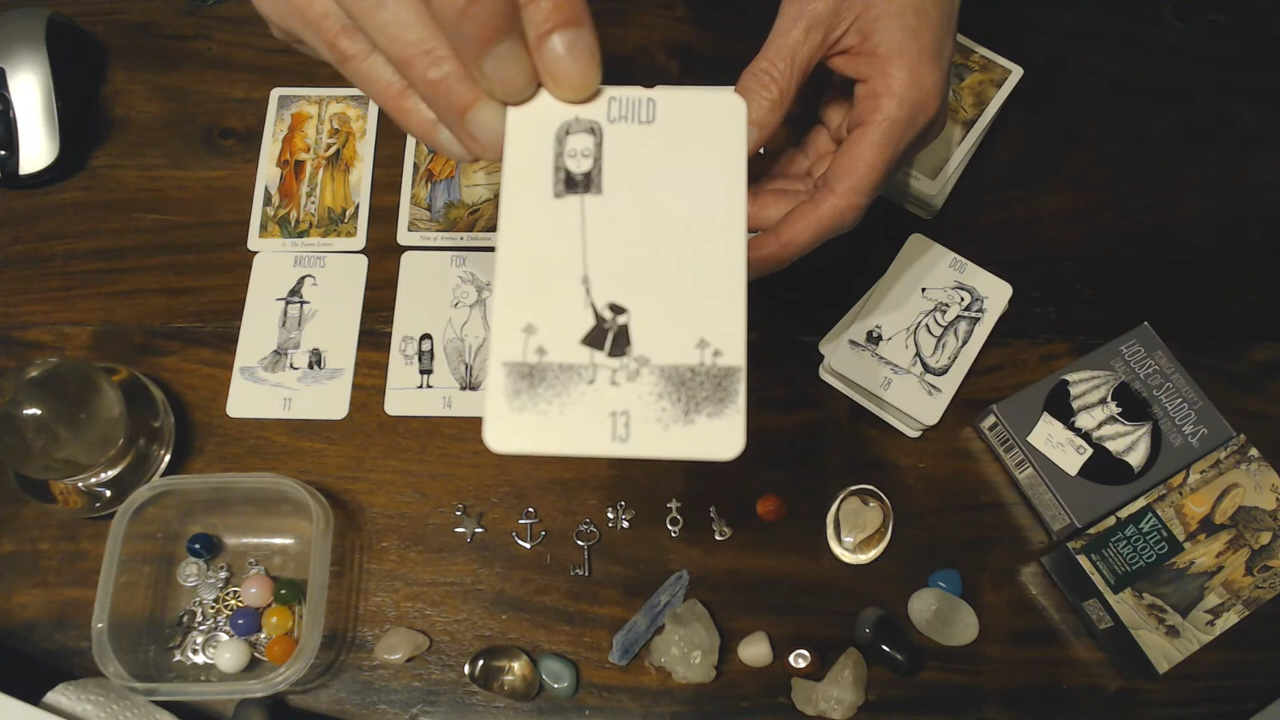 CHILD
13
6. The Forest Lovers
Nine of Arrows ★ Dedication
BROOMS
11
FOX
14
DOG
18
HOUSE OF SHADOWS
THE
WILD
WOOD
TAROT